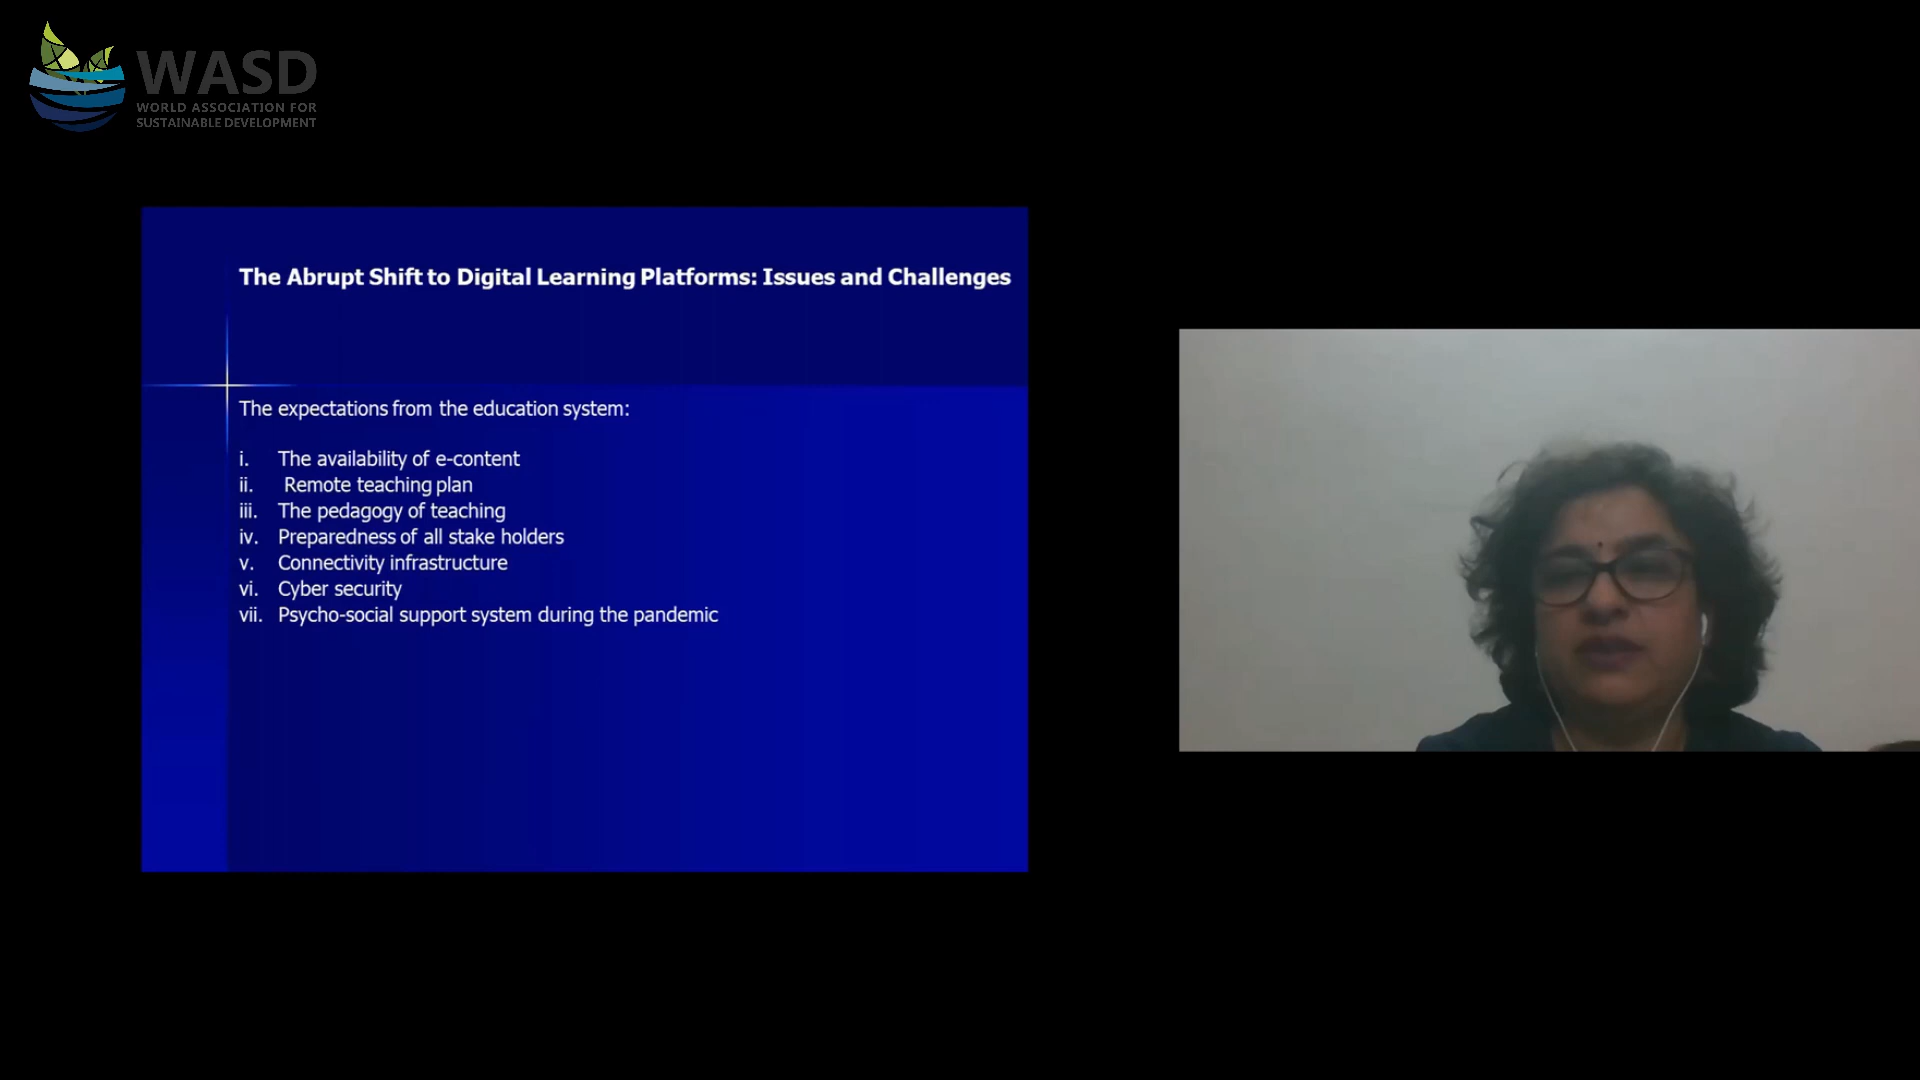 WASD
WORLD ASSOCIATION FOR
SUSTAINABLE DEVELOPMENT
The Abrupt Shift to Digital Learning Platforms: Issues and Challenges
The expectations from the education system:
i. The availability of e-content
ii. Remote teaching plan
iii. The pedagogy of teaching
iv. Preparedness of all stake holders
v. Connectivity infrastructure
vi. Cyber security
vii. Psycho-social support system during the pandemic